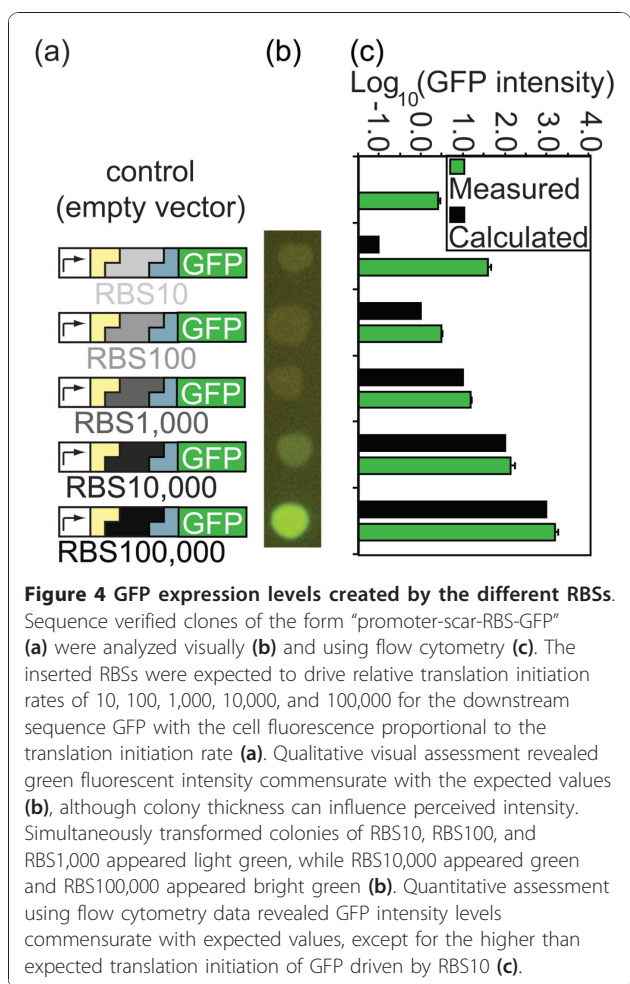 (a)
(b)
(c)
Log10(GFP intensity)
-1.0
0.0
1.0
2.0
3.0
4.0
control
(empty vector)
Measured
Calculated
GFP
RBS10
GFP
RBS100
GFP
RBS1,000
GFP
RBS10,000
GFP
RBS100,000
Figure 4 GFP expression levels created by the different RBSs.
Sequence verified clones of the form “promoter-scar-RBS-GFP”
(a) were analyzed visually (b) and using flow cytometry (c). The
inserted RBSs were expected to drive relative translation initiation
rates of 10, 100, 1,000, 10,000, and 100,000 for the downstream
sequence GFP with the cell fluorescence proportional to the
translation initiation rate (a). Qualitative visual assessment revealed
green fluorescent intensity commensurate with the expected values
(b), although colony thickness can influence perceived intensity.
Simultaneously transformed colonies of RBS10, RBS100, and
RBS1,000 appeared light green, while RBS10,000 appeared green
and RBS100,000 appeared bright green (b). Quantitative assessment
using flow cytometry data revealed GFP intensity levels
commensurate with expected values, except for the higher than
expected translation initiation of GFP driven by RBS10 (c).